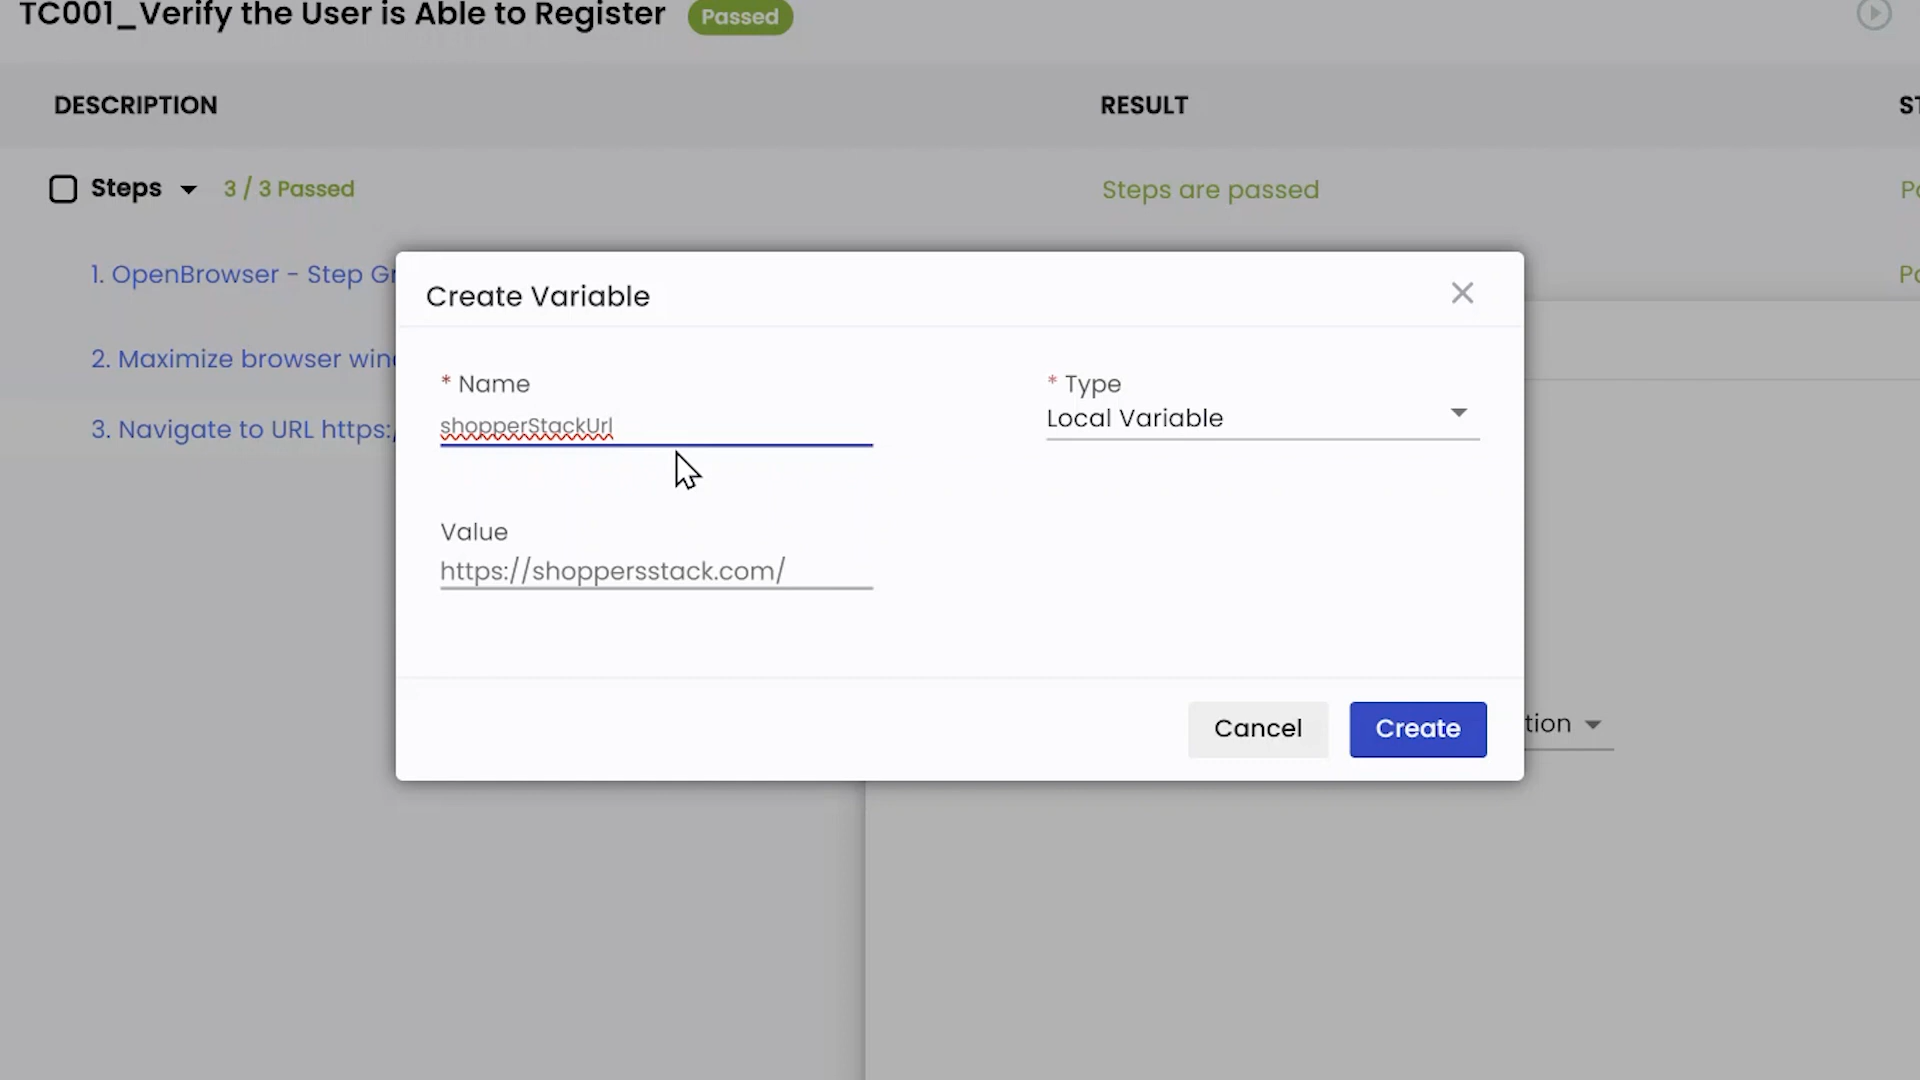 TC001_Verify the User is Able to Register Passed
DESCRIPTION RESULT
Steps 3 / 3 Passed Steps are passed
1. OpenBrowser - Step
Create Variable
2. Maximize browser
* Name * Type
shopperStackUrl Local Variable
3. Navigate to URL https:/
Value
https://shoppersstack.com/
Cancel Create